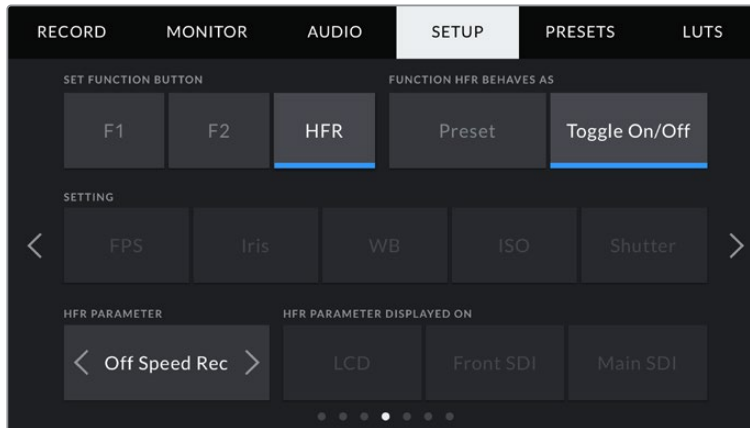 RECORD MONITOR AUDIO SETUP PRESETS LUTS
SET FUNCTION BUTTON FUNCTION HFR BEHAVES AS
F1 F2 HFR Preset Toggle On/Off
SETTING
FPS Iris WB ISO Shutter
HFR PARAMETER HFR PARAMETER DISPLAYED ON
Off Speed Rec LCD Front SDI Main SDI